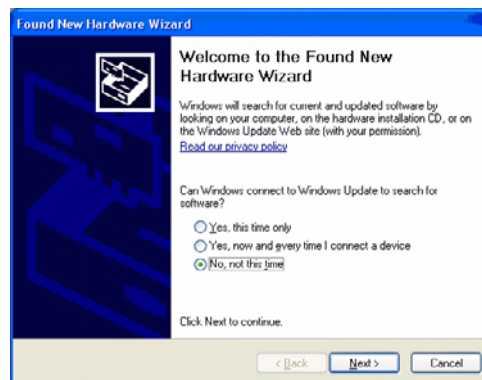 Found New Hardware Wizard
Welcome to the Found New
Hardware Wizard
Windows will search for current and updated software by
looking on your computer, on the hardware installation CD, or on
the Windows Update Web site (with your permission).
Read our privacy policy
Can Windows connect to Windows Update to search for
software?
Yes, this time only
Yes, now and every time I connect a device
No, not this time
Click Next to continue.
< Back
Next >
Cancel